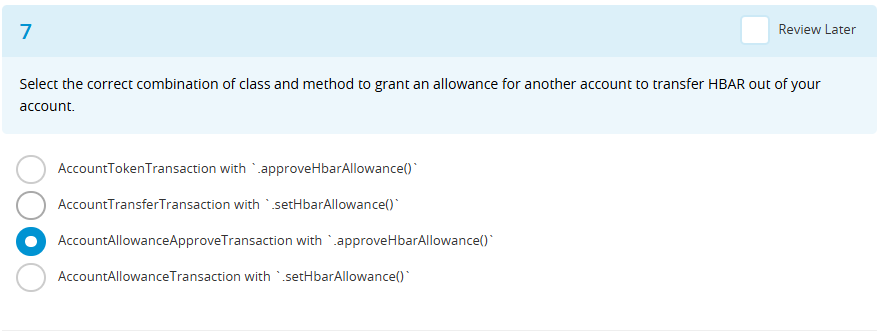 7
Review Later
Select the correct combination of class and method to grant an allowance for another account to transfer HBAR out of your
account.
AccountTokenTransaction with `.approveHbarAllowance()`
AccountTransferTransaction with `.setHbarAllowance()`
AccountAllowanceApproveTransaction with `.approveHbarAllowance()`
AccountAllowanceTransaction with `.setHbarAllowance()`